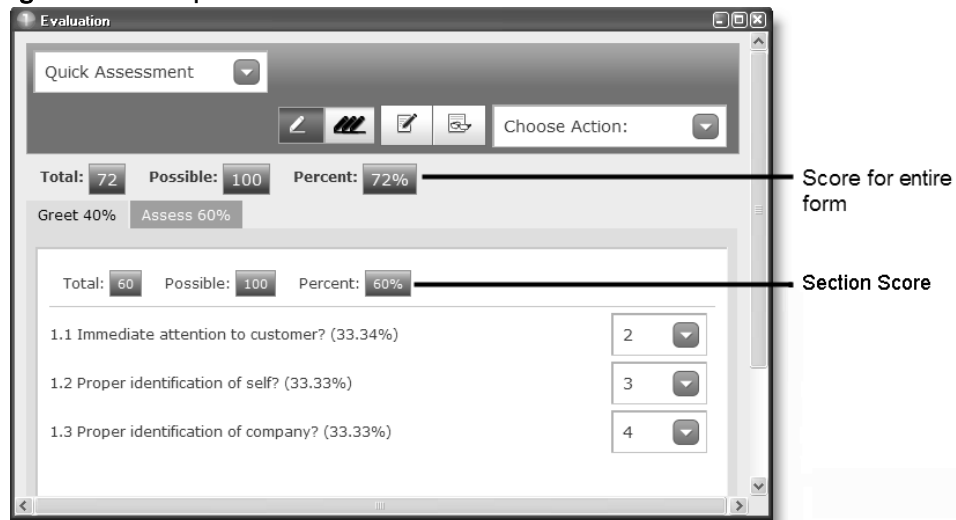 Evaluation
Quick Assessment
Choose Action:
Total: 72 Possible: 100 Percent: 72%
Score for entire
form
Greet 40% Assess 60%
Total: 60 Possible: 100 Percent: 60%
Section Score
1.1 Immediate attention to customer? (33.34%) 2
1.2 Proper identification of self? (33.33%) 3
1.3 Proper identification of company? (33.33%) 4